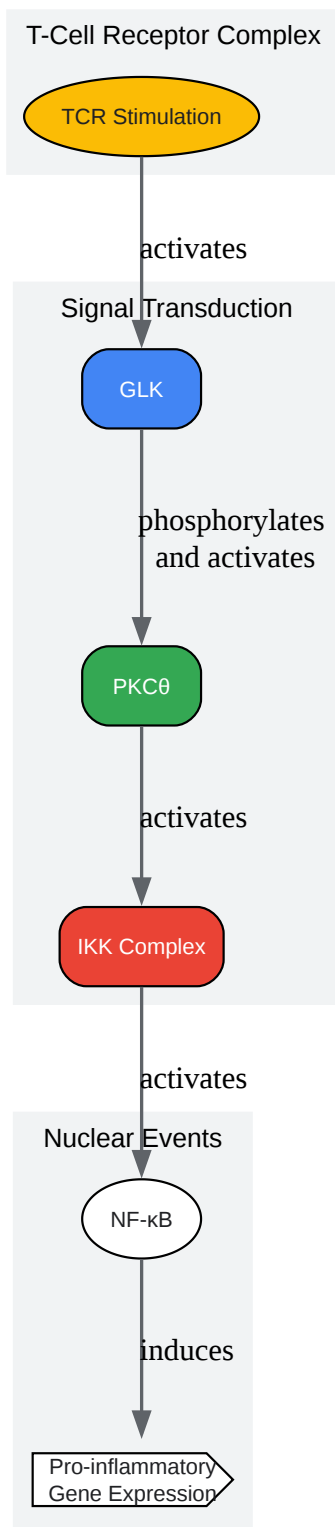 T-Cell Receptor Complex
TCR Stimulation
activates
Signal Transduction
GLK
phosphorylates
and activates
PKCθ
activates
IKK Complex
activates
Nuclear Events
NF-κB
induces
Pro-inflammatory
Gene Expression